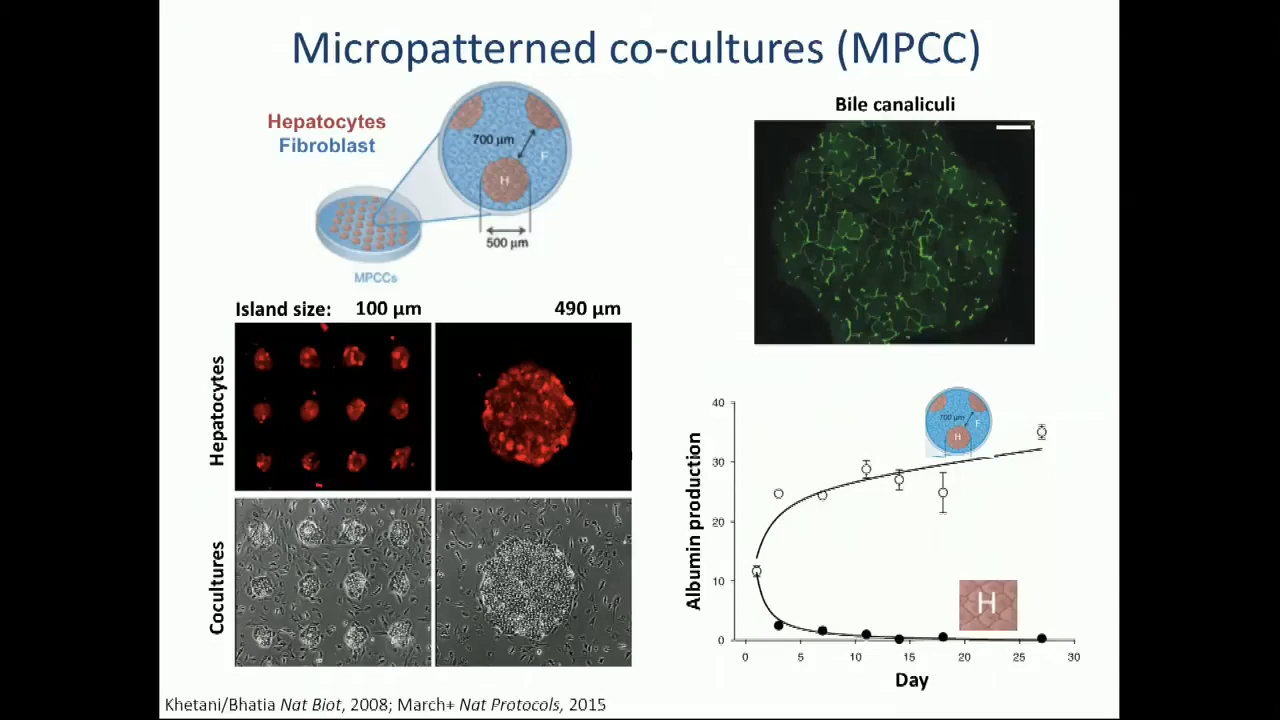 Micropatterned co-cultures (MPCC)
Hepatocytes
Fibroblast
700 µm
F
H
500 µm
MPCCs
Bile canaliculi
Island size: 100 µm 490 µm
Hepatocytes
Cocultures
Albumin production
40
30
20
10
0
700 µm
F
H
H
0 5 10 15 20 25 30
Day
Khetani/Bhatia Nat Biot, 2008; March+ Nat Protocols, 2015